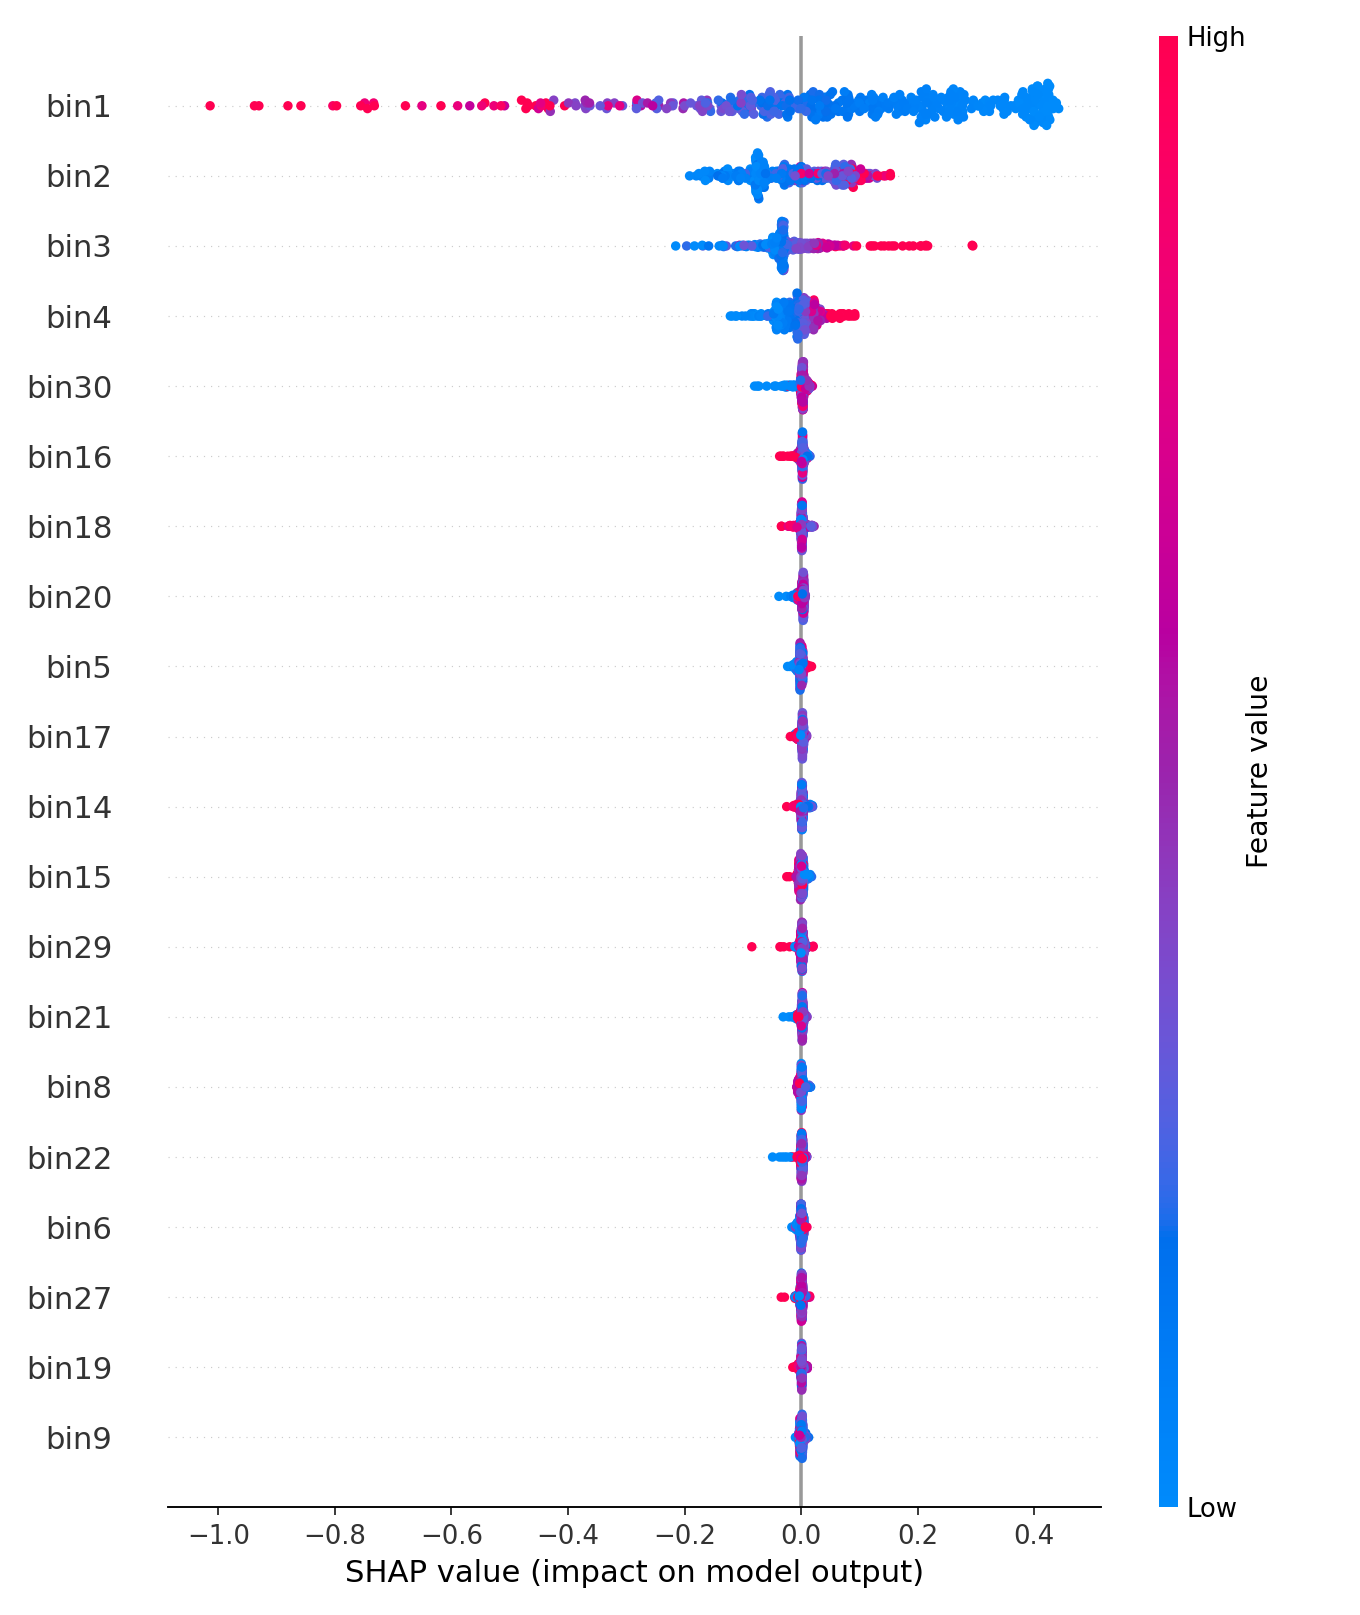 High
bin1
bin2
bin3
bin4
bin30
bin16
bin18
bin20
bin5
bin17
bin14
bin15
bin29
bin21
bin8
bin22
bin6
bin27
bin19
bin9
Feature value
Low
−1.0 −0.8 −0.6 −0.4 −0.2 0.0 0.2 0.4
SHAP value (impact on model output)